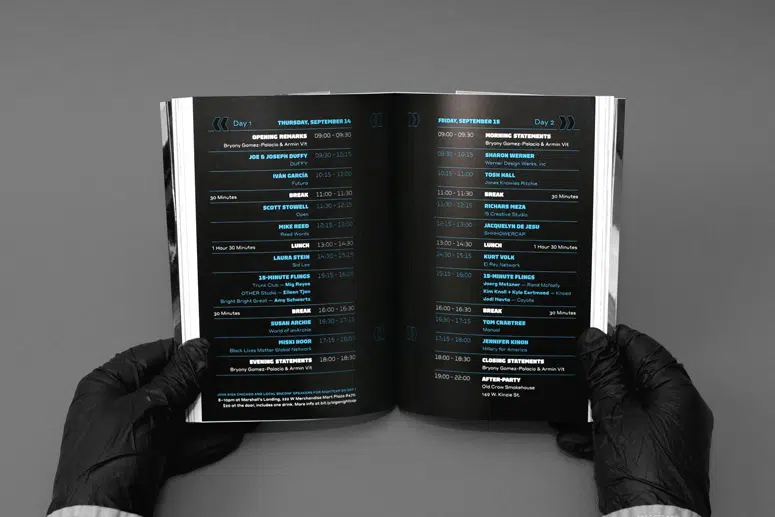 Day 1
THURSDAY, SEPTEMBER 14
OPENING REMARKS 09:00 - 09:30
Bryony Gomez-Palacio & Armin Vit
JOE & JOSEPH DUFFY 09:30 - 10:15
DUFFY
IVÁN GARCÍA 10:15 - 11:00
Futura
30 Minutes BREAK 11:00 - 11:30
SCOTT STOWELL 11:30 - 12:15
Open
MIKE REED 12:15 - 13:00
Reed Words
1 Hour 30 Minutes LUNCH 13:00 - 14:30
LAURA STEIN 14:30 - 15:15
Sid Lee
15-MINUTE FLINGS 15:15 - 16:00
Trunk Club — Mig Reyes
OTHER Studio — Eileen Tjan
Bright Bright Great — Amy Schwartz
30 Minutes BREAK 16:00 - 16:30
SUSAN ARCHIE 16:30 - 17:15
World of anArchie
MISKI NOOR 17:15 - 18:00
Black Lives Matter Global Network
EVENING STATEMENTS 18:00 - 18:30
Bryony Gomez-Palacio & Armin Vit
JOIN AIGA CHICAGO AND LOCAL SPEAKERS FOR
8–10pm at Marshall's Landing, 222 W Merchandise Mart Plaza
$20 at the door, includes one drink. More info at
FRIDAY, SEPTEMBER 15
Day 2
09:00 - 09:30 MORNING STATEMENTS
Bryony Gomez-Palacio & Armin Vit
09:30 - 10:15 SHARON WERNER
Werner Design Werks, Inc
10:15 - 11:00 TOSH HALL
Jones Knowles Ritchie
11:00 - 11:30 BREAK 30 Minutes
11:30 - 12:15 RICHARS MEZA
IS Creative Studio
12:15 - 13:00 JACQUELYN DE JESU
SHHHOWERCAP
13:00 - 14:30 LUNCH 1 Hour 30 Minutes
14:30 - 15:15 KURT VOLK
El Rey Network
15:15 - 16:00 15-MINUTE FLINGS
Joerg Metzner — Rand McNally
Kim Knoll + Kyle Eertmoed — Knoed
Jodi Navta — Coyote
16:00 - 16:30 BREAK 30 Minutes
16:30 - 17:15 TOM CRABTREE
Manual
17:15 - 18:00 JENNIFER KINON
Hillary for America
18:00 - 18:30 CLOSING STATEMENTS
Bryony Gomez-Palacio & Armin Vit
19:00 - 22:00 AFTER-PARTY
Old Crow Smokehouse
149 W. Kinzie St.